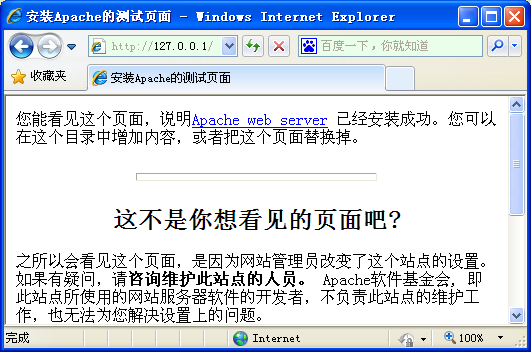 安装Apache的测试页面 - Windows Internet Explorer
http://127.0.0.1/
百度一下，你就知道
收藏夹
安装Apache的测试页面
您能看见这个页面，说明Apache web server 已经安装成功。您可以
在这个目录中增加内容，或者把这个页面替换掉。
这不是你想看见的页面吧?
之所以会看见这个页面，是因为网站管理员改变了这个站点的设置。
如果有疑问，请咨询维护此站点的人员。 Apache软件基金会, 即
此站点所使用的网站服务器软件的开发者，不负责此站点的维护工
作，也无法为您解决设置上的问题。
完成
Internet
100%